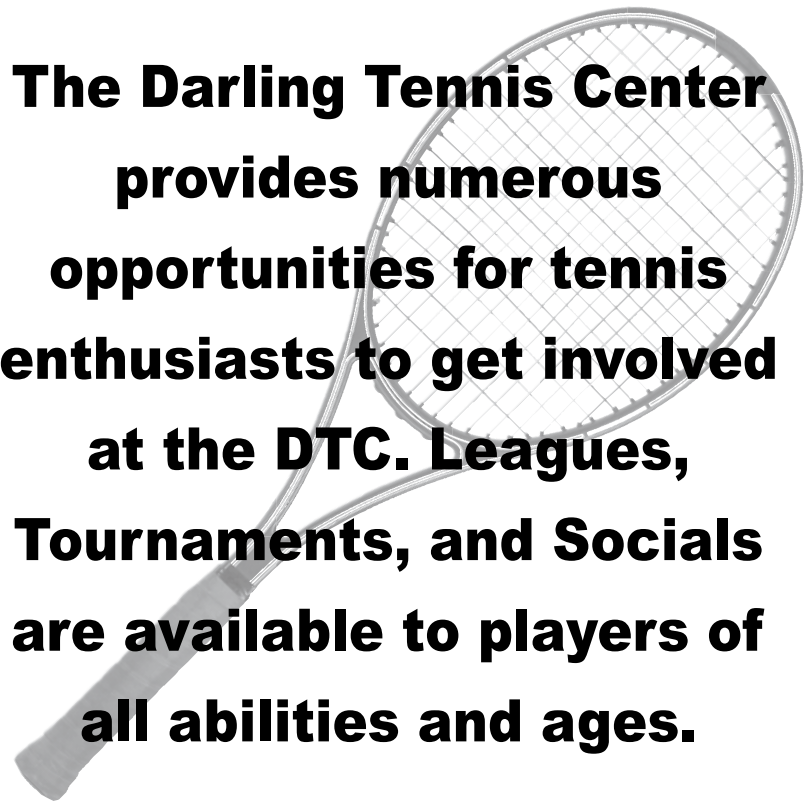 The Darling Tennis Center
provides numerous
opportunities for tennis
enthusiasts to get involved
at the DTC. Leagues,
Tournaments, and Socials
are available to players of
all abilities and ages.